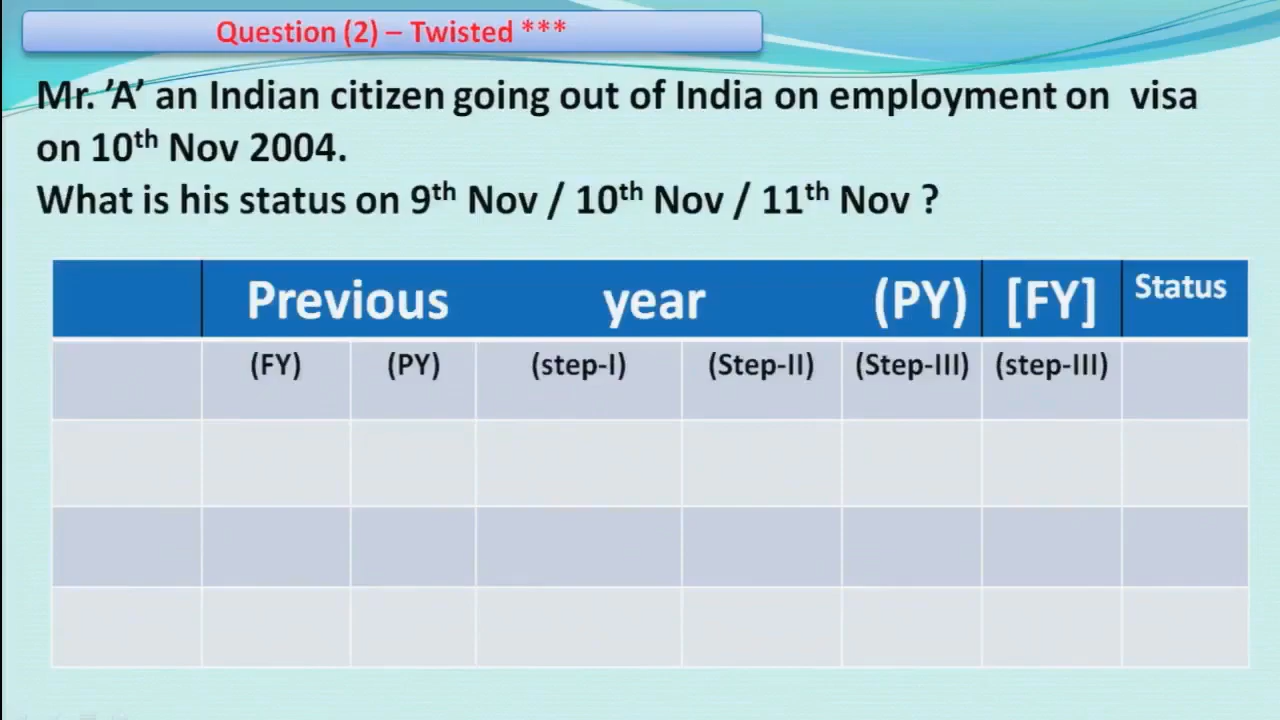 Question (2) – Twisted ***
Mr. ’A’ an Indian citizen going out of India on employment on visa
on 10th Nov 2004.
What is his status on 9th Nov / 10th Nov / 11th Nov ?
Previous year (PY) [FY] Status
(FY) (PY) (step-I) (Step-II) (Step-III) (step-III)